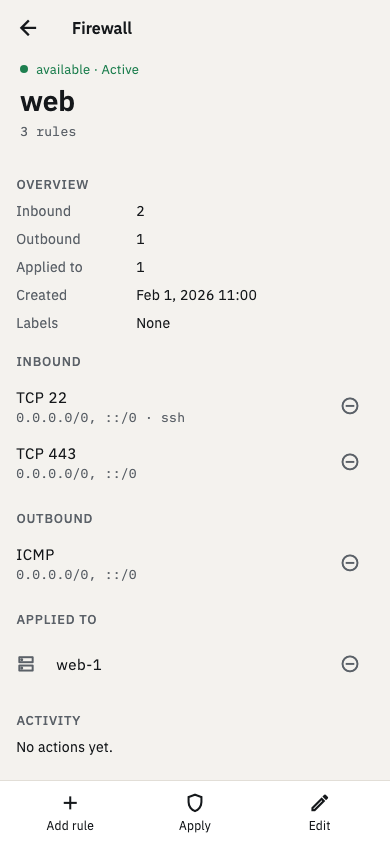 Firewall
available · Active
web
3 rules
OVERVIEW
Inbound 2
Outbound 1
Applied to 1
Created Feb 1, 2026 11:00
Labels None
INBOUND
TCP 22
0.0.0.0/0, ::/0 · ssh
TCP 443
0.0.0.0/0, ::/0
OUTBOUND
ICMP
0.0.0.0/0, ::/0
APPLIED TO
web-1
ACTIVITY
No actions yet.
Add rule Apply Edit